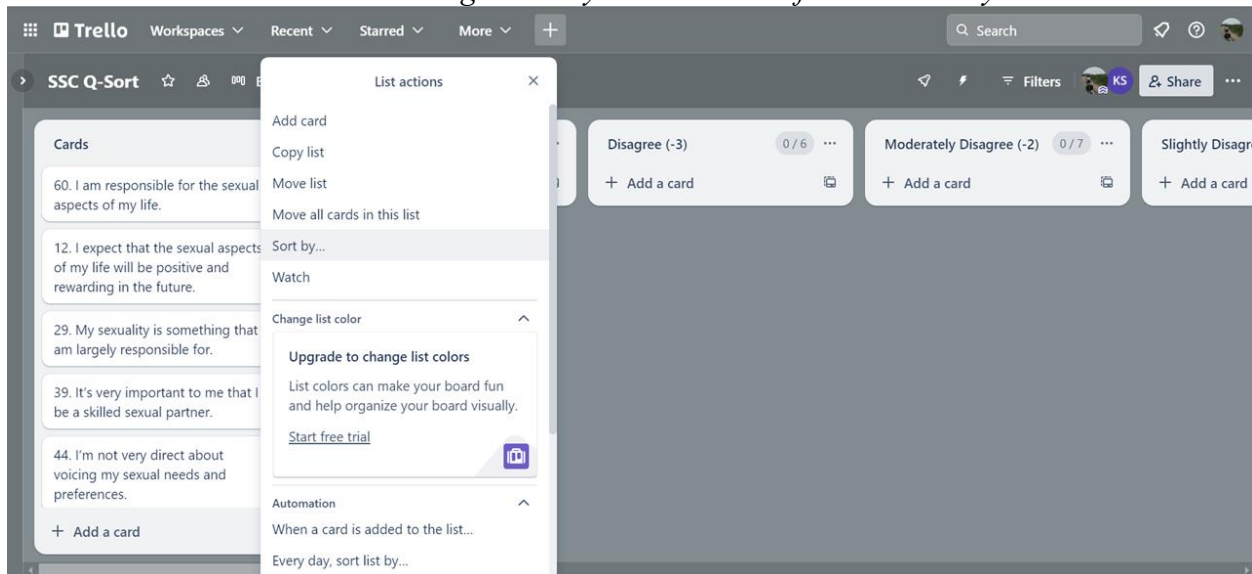 Trello Workspaces Recent Starred More + Search
SSC Q-Sort Filters KS Share ...
Cards
60. I am responsible for the sexual
aspects of my life.
12. I expect that the sexual aspects
of my life will be positive and
rewarding in the future.
29. My sexuality is something that
am largely responsible for.
39. It's very important to me that I
be a skilled sexual partner.
44. I'm not very direct about
voicing my sexual needs and
preferences.
+ Add a card
List actions
Add card
Copy list
Move list
Move all cards in this list
Sort by...
Watch
Change list color
Upgrade to change list colors
List colors can make your board fun
and help organize your board visually.
Start free trial
Automation
When a card is added to the list...
Every day, sort list by...
Disagree (-3) 0/6 ...
+ Add a card
Moderately Disagree (-2) 0/7 ...
+ Add a card
Slightly Disagr
+ Add a card